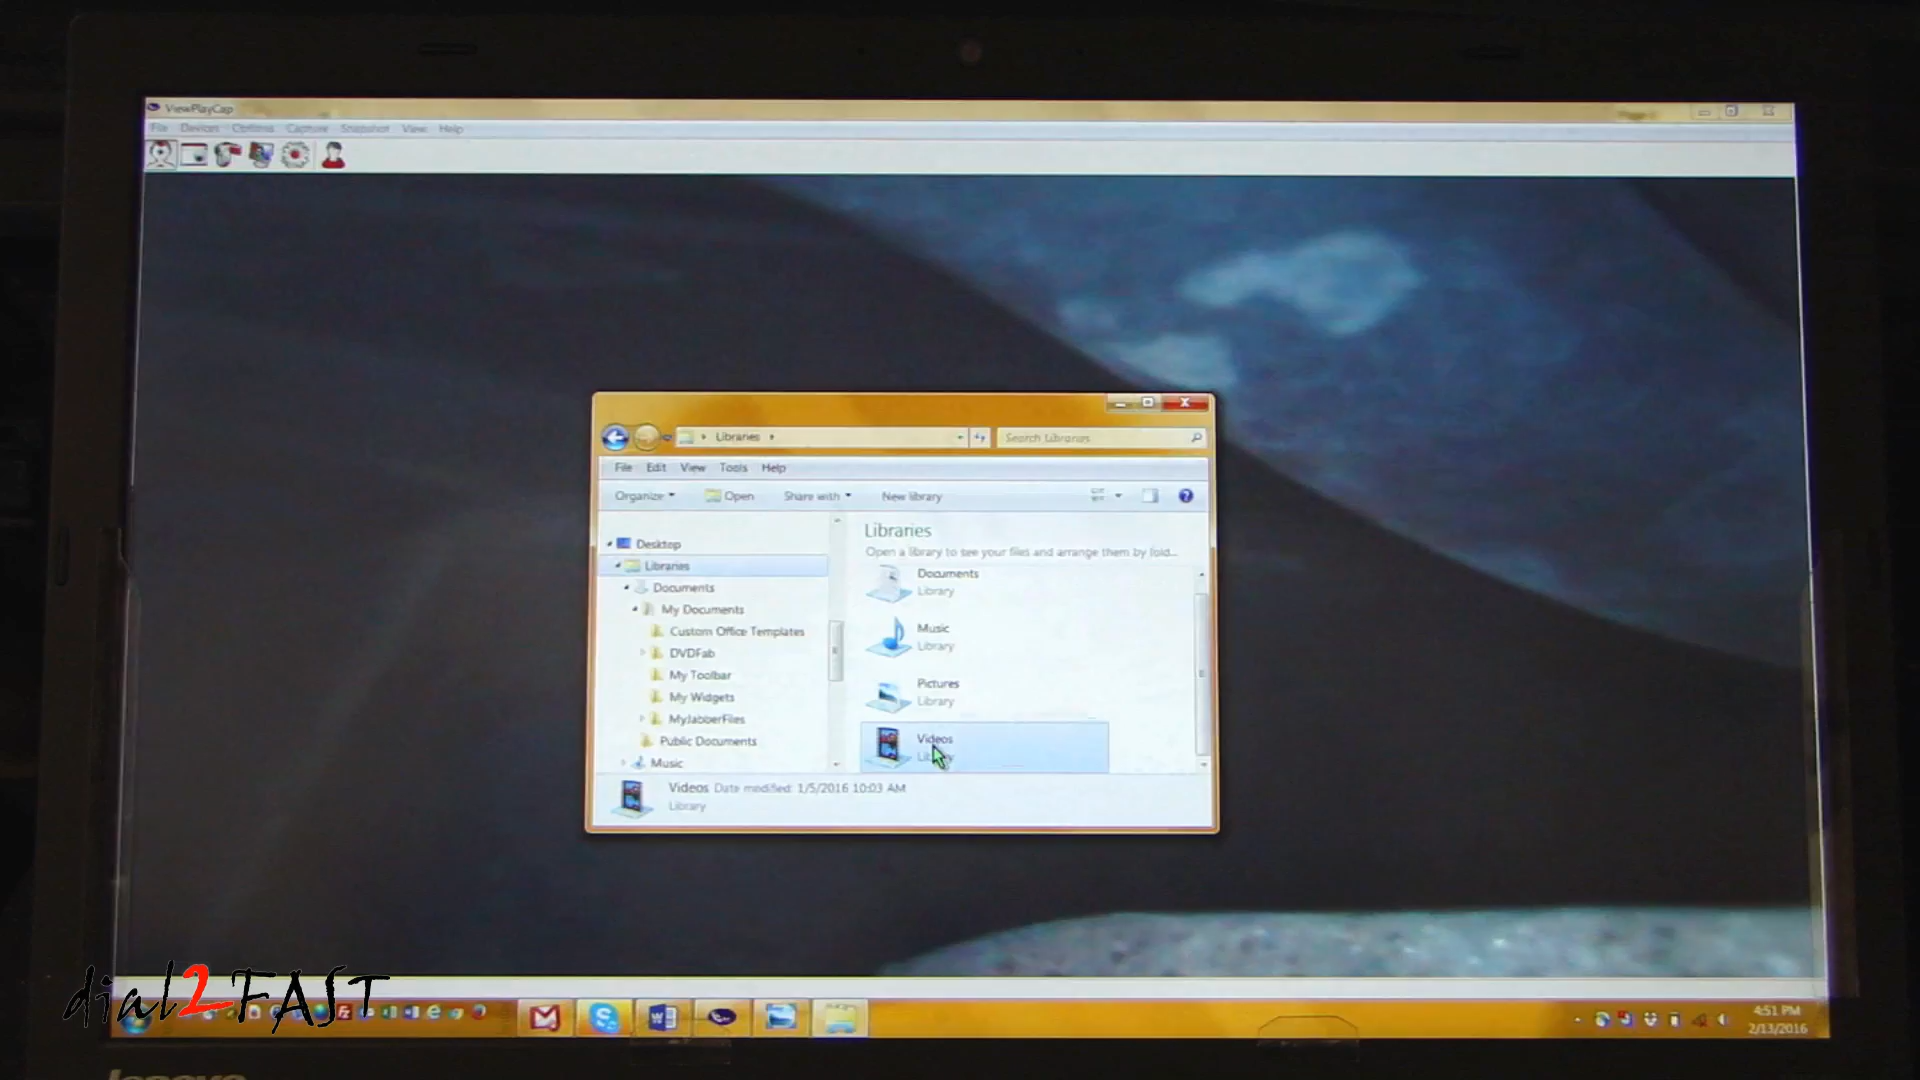 ViewPlayCap
File Devices Options Capture Snapshot View Help
Libraries
Search Libraries
File Edit View Tools Help
Organize Open Share with New library
Libraries
Open a library to see your files and arrange them by fold...
Desktop
Libraries
Documents
My Documents
Custom Office Templates
DVDFab
My Toolbar
My Widgets
MyJabberFiles
Public Documents
Music
Documents
Library
Music
Library
Pictures
Library
Videos
Library
Videos Date modified: 1/5/2016 10:03 AM
Library
dial2FAST
4:51 PM
2/13/2016
lenovo